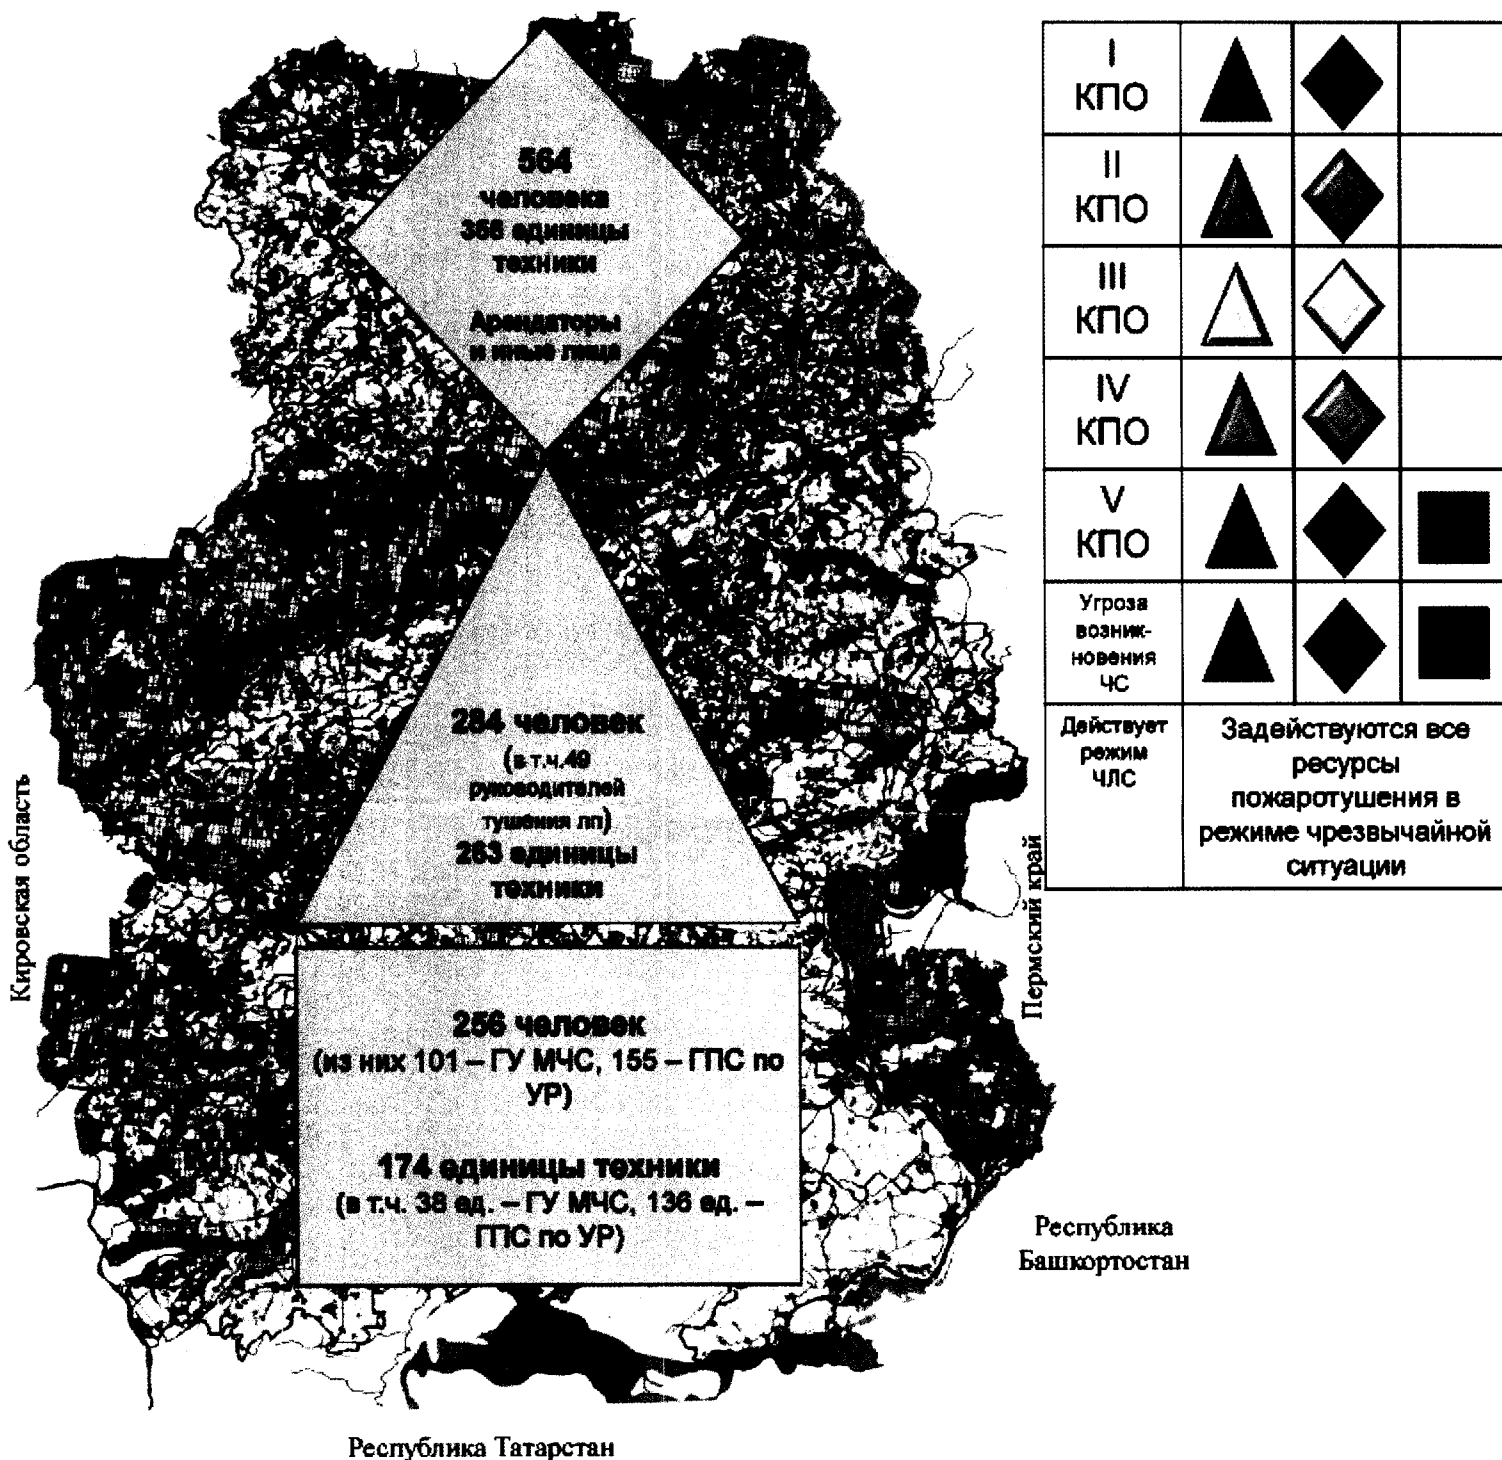 564
человека
356 единицы
техники
Арендаторы
и иные лица
284 человек
(в т.ч.49
руководителей
тушения лп)
263 единицы
техники
256 человек
(из них 101 – ГУ МЧС, 155 – ГПС по
УР)
174 единицы техники
(в т.ч. 38 ед. – ГУ МЧС, 136 ед. –
ГПС по УР)
Кировская область
Пермский край
Республика
Башкортостан
Республика Татарстан
I
КПО
II
КПО
III
КПО
IV
КПО
V
КПО
Угроза
возник-
новения
ЧС
Действует
режим
ЧЛС
Задействуются все
ресурсы
пожаротушения в
режиме чрезвычайной
ситуации